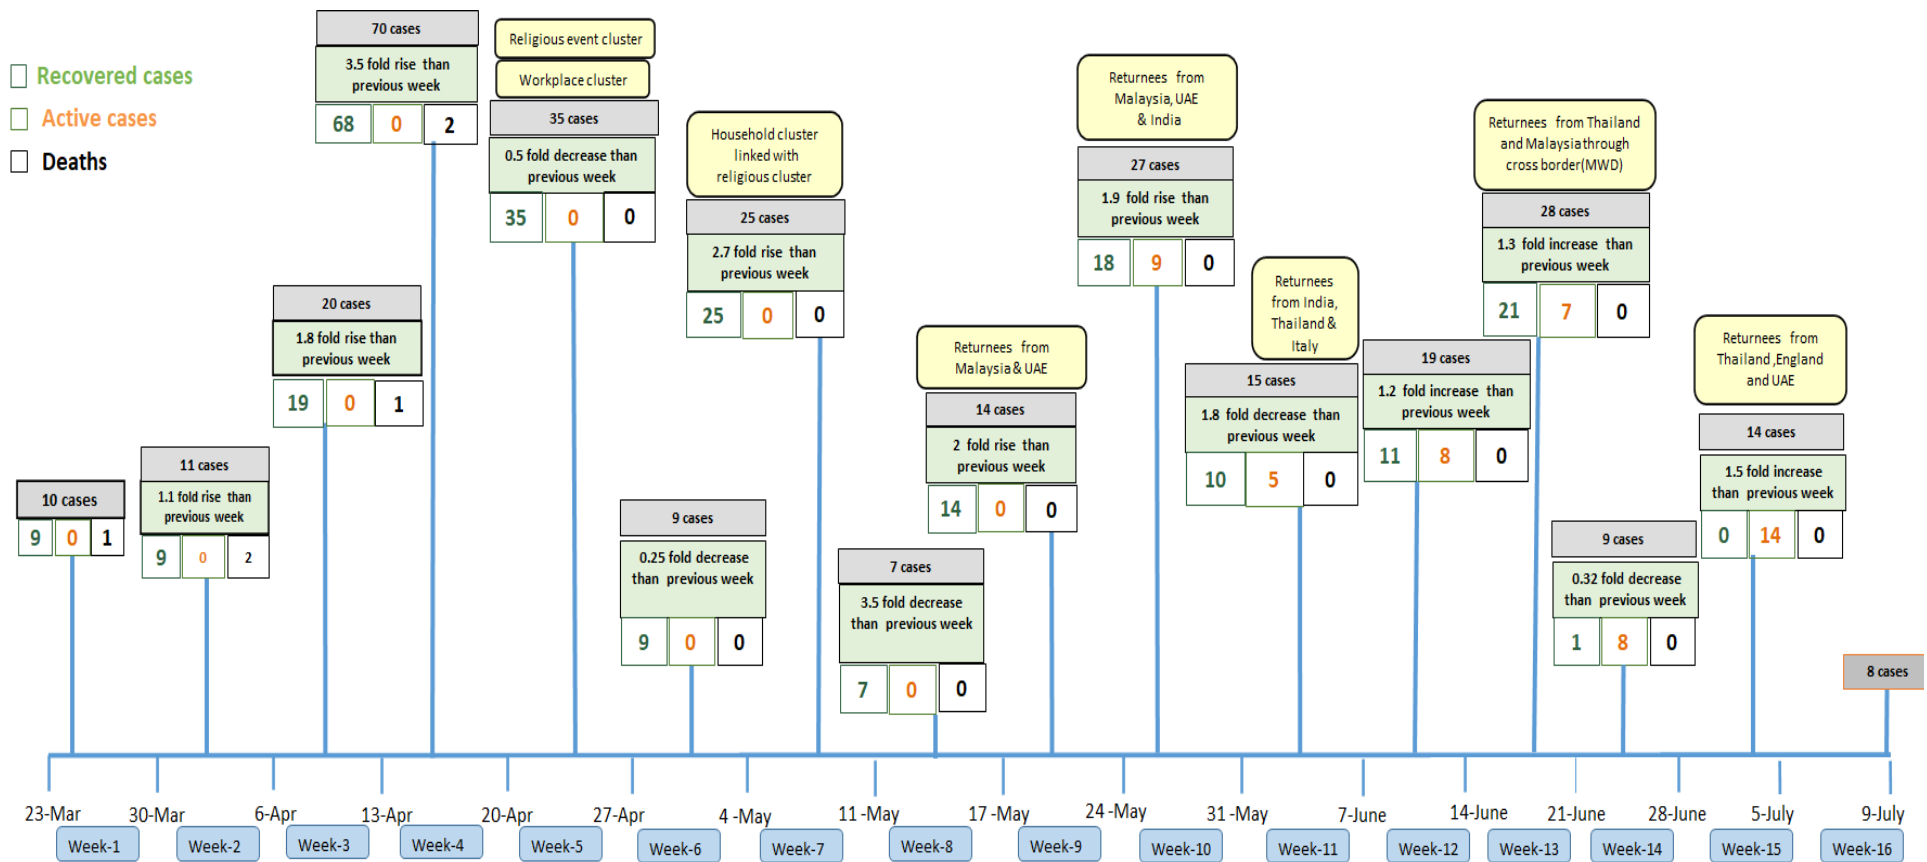 Recovered cases
Active cases
Deaths
10 cases
9 0 1
11 cases
1.1 fold rise than
previous week
9 0 2
20 cases
1.8 fold rise than
previous week
19 0 1
70 cases
3.5 fold rise than
previous week
68 0 2
Religious event cluster
Workplace cluster
35 cases
0.5 fold decrease than
previous week
35 0 0
9 cases
0.25 fold decrease
than previous week
9 0 0
Household cluster
linked with
religious cluster
25 cases
2.7 fold rise than
previous week
25 0 0
7 cases
3.5 fold decrease
than previous week
7 0 0
Returnees from
Malaysia & UAE
14 cases
2 fold rise than
previous week
14 0 0
Returnees from
Malaysia, UAE
& India
27 cases
1.9 fold rise than
previous week
18 9 0
Returnees
from India,
Thailand &
Italy
15 cases
1.8 fold decrease than
previous week
10 5 0
19 cases
1.2 fold increase than
previous week
11 8 0
Returnees from Thailand
and Malaysia through
cross border(MWD)
28 cases
1.3 fold increase than
previous week
21 7 0
9 cases
0.32 fold decrease
than previous week
1 8 0
Returnees from
Thailand ,England
and UAE
14 cases
1.5 fold increase
than previous week
0 14 0
8 cases
23-Mar 30-Mar 6-Apr 13-Apr 20-Apr 27-Apr 4 -May 11 -May 17 -May 24 -May 31 -May 7-June 14-June 21-June 28-June 5-July 9-July
Week-1 Week-2 Week-3 Week-4 Week-5 Week-6 Week-7 Week-8 Week-9 Week-10 Week-11 Week-12 Week-13 Week-14 Week-15 Week-16